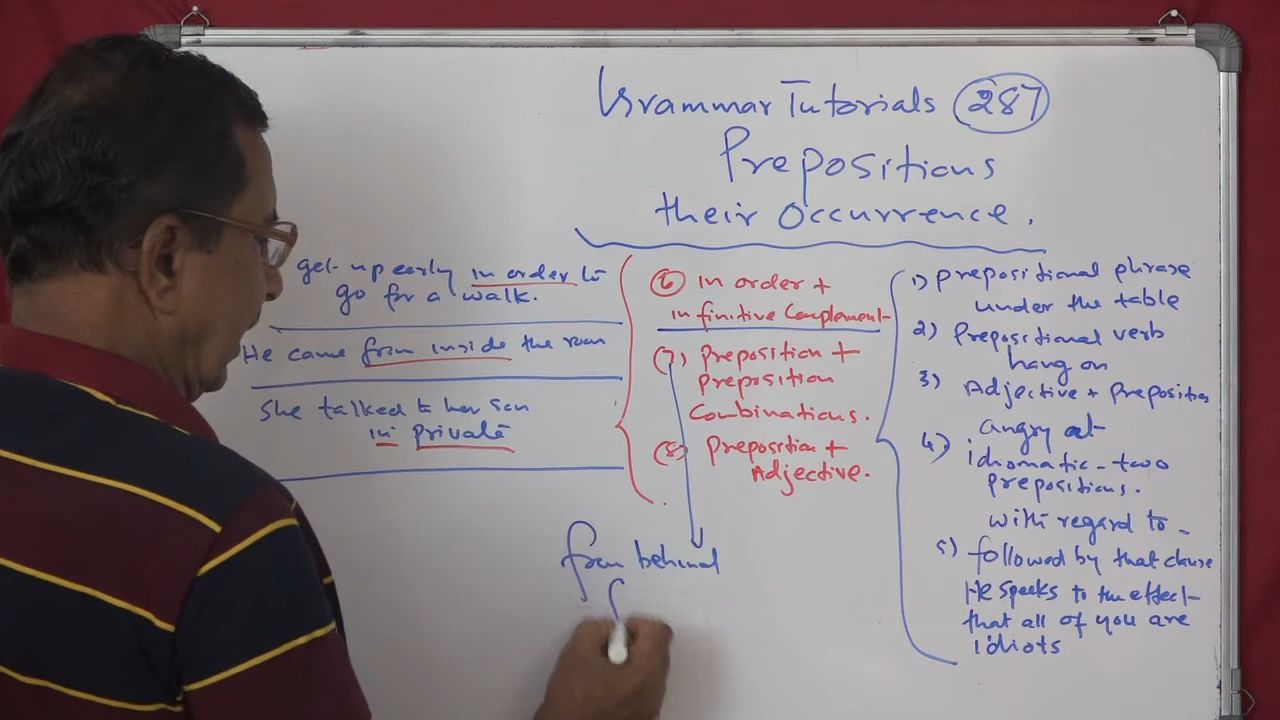 Grammar Tutorials 287
Prepositions
their occurrence.
get up early in order to
go for a walk.
He came from inside the room
She talked to her son
in private
(6) In order +
infinitive Complement
(7) Preposition +
preposition
Combinations.
(8) Preposition +
Adjective.
from behind
1) prepositional phrase
under the table
2) Prepositional verb
hang on
3) Adjective + Preposition
angry at
4) idiomatic - two
prepositions.
with regard to -
5) followed by that clause
He speaks to the effect
that all of you are
idiots